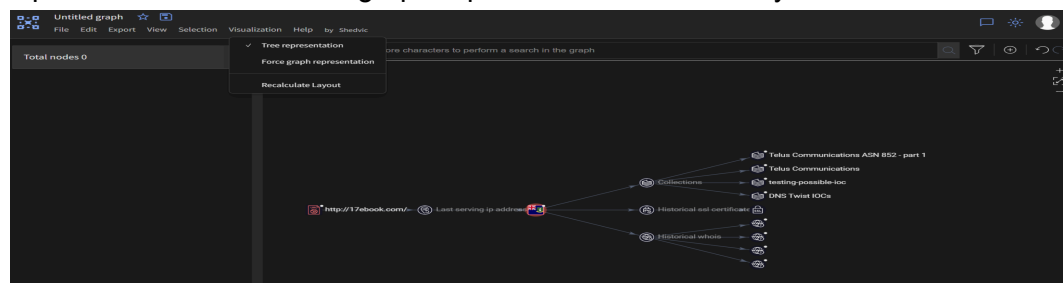 Untitled graph
File Edit Export View Selection Visualization Help by Shedvic
Total nodes 0
Tree representation
Force graph representation
Recalculate Layout
ore characters to perform a search in the graph
Telus Communications ASN 852 - part 1
Telus Communications
Collections
testing-possible-ioc
DNS Twist IOCs
http://17ebook.com/
Last serving ip address
Historical ssl certificate
Historical whois